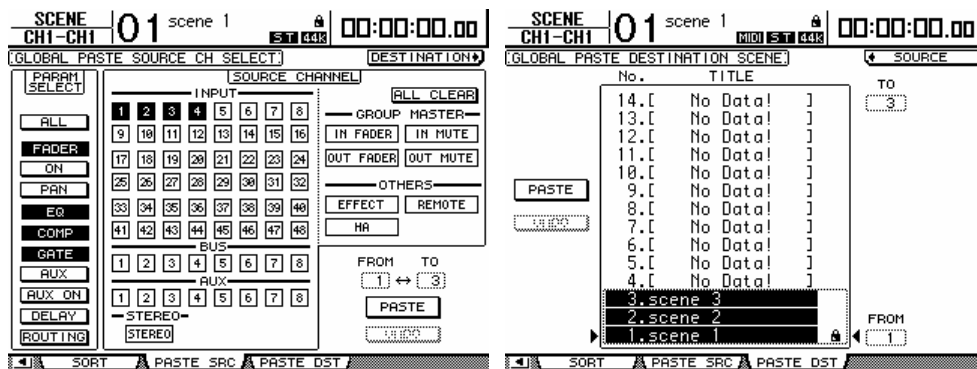 SCENE
CH1-CH1
01 scene 1
ST 44K
00:00:00.00
GLOBAL PASTE SOURCE CH SELECT.
DESTINATION
PARAM SELECT
ALL
FADER
ON
PAN
EQ
COMP
GATE
AUX
AUX ON
DELAY
ROUTING
SOURCE CHANNEL
INPUT
1 2 3 4 5 6 7 8
9 10 11 12 13 14 15 16
17 18 19 20 21 22 23 24
25 26 27 28 29 30 31 32
33 34 35 36 37 38 39 40
41 42 43 44 45 46 47 48
BUS
1 2 3 4 5 6 7 8
AUX
1 2 3 4 5 6 7 8
STEREO
STEREO
ALL CLEAR
GROUP MASTER
IN FADER IN MUTE
OUT FADER OUT MUTE
OTHERS
EFFECT REMOTE
HA
FROM TO
1 ↔ 3
PASTE
SORT PASTE SRC PASTE DST
SCENE
CH1-CH1
01 scene 1
MIDI ST 44K
00:00:00.00
GLOBAL PASTE DESTINATION SCENE.
SOURCE
No. TITLE
14.[ No Data! ]
13.[ No Data! ]
12.[ No Data! ]
11.[ No Data! ]
10.[ No Data! ]
9.[ No Data! ]
8.[ No Data! ]
7.[ No Data! ]
6.[ No Data! ]
5.[ No Data! ]
4.[ No Data! ]
3.scene 3
2.scene 2
1.scene 1
PASTE
TO
3
FROM
1
SORT PASTE SRC PASTE DST